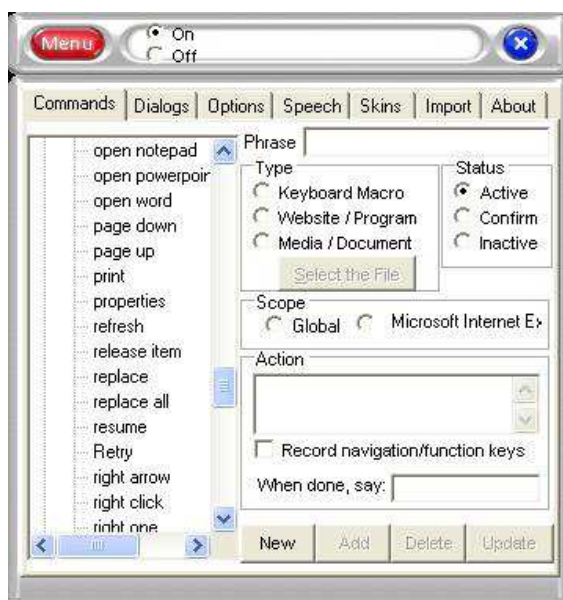 Menu
On
Off
Commands Dialogs Options Speech Skins Import About
open notepad
open powerpoir
open word
page down
page up
print
properties
refresh
release item
replace
replace all
resume
Retry
right arrow
right click
right one
Phrase
Type
Keyboard Macro
Website / Program
Media / Document
Select the File
Status
Active
Confirm
Inactive
Scope
Global Microsoft Internet Ex
Action
Record navigation/function keys
When done, say:
New Add Delete Update